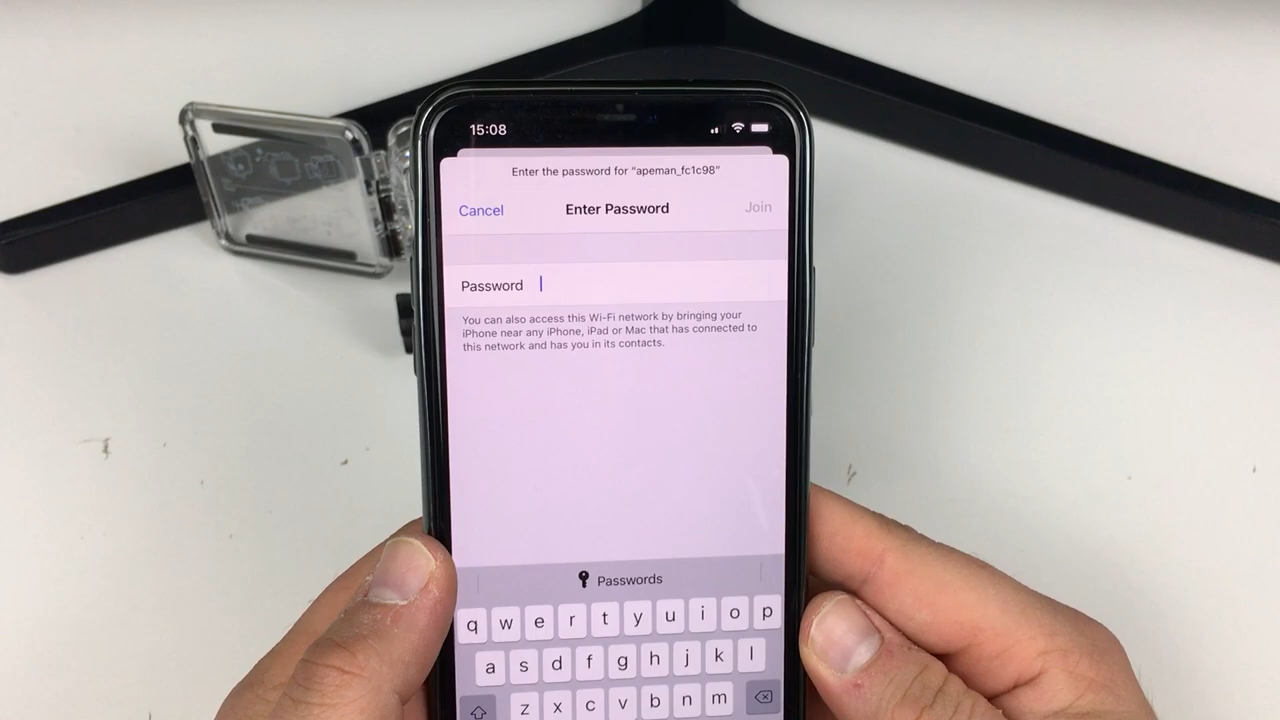 15:08
Enter the password for “apeman_fc1c98”
Cancel
Enter Password
Join
Password
You can also access this Wi-Fi network by bringing your
iPhone near any iPhone, iPad or Mac that has connected to
this network and has you in its contacts.
Passwords
q w e r t y u i o p
a s d f g h j k l
z x c v b n m